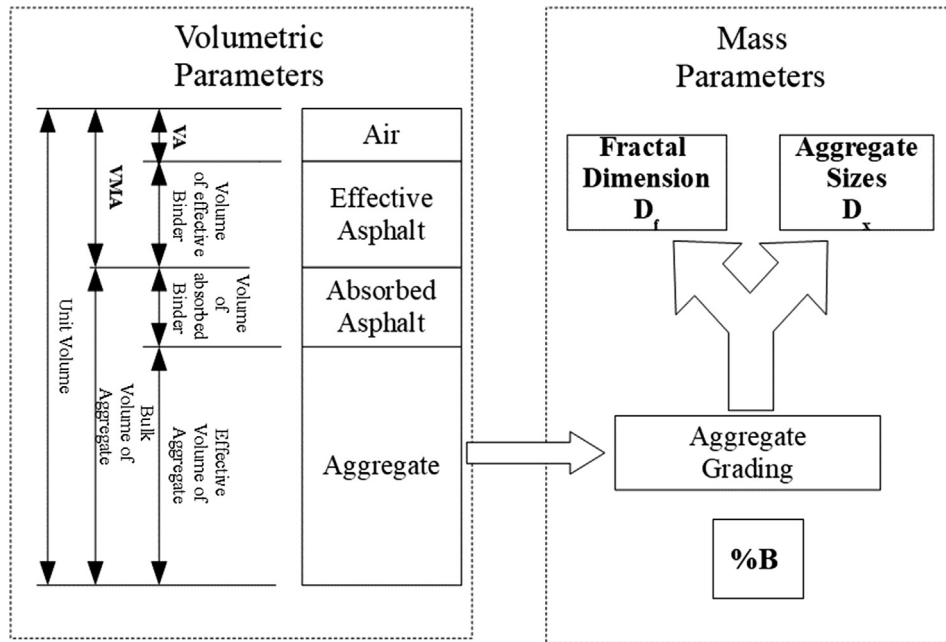 Volumetric
Parameters
VA
VMA
Volume
of effective
Binder
Volume
of
absorbed
Binder
Unit Volume
Bulk
Volume of
Aggregate
Effective
Volume of
Aggregate
Air
Effective
Asphalt
Absorbed
Asphalt
Aggregate
Mass
Parameters
Fractal
Dimension
Df
Aggregate
Sizes
Dx
Aggregate
Grading
%B